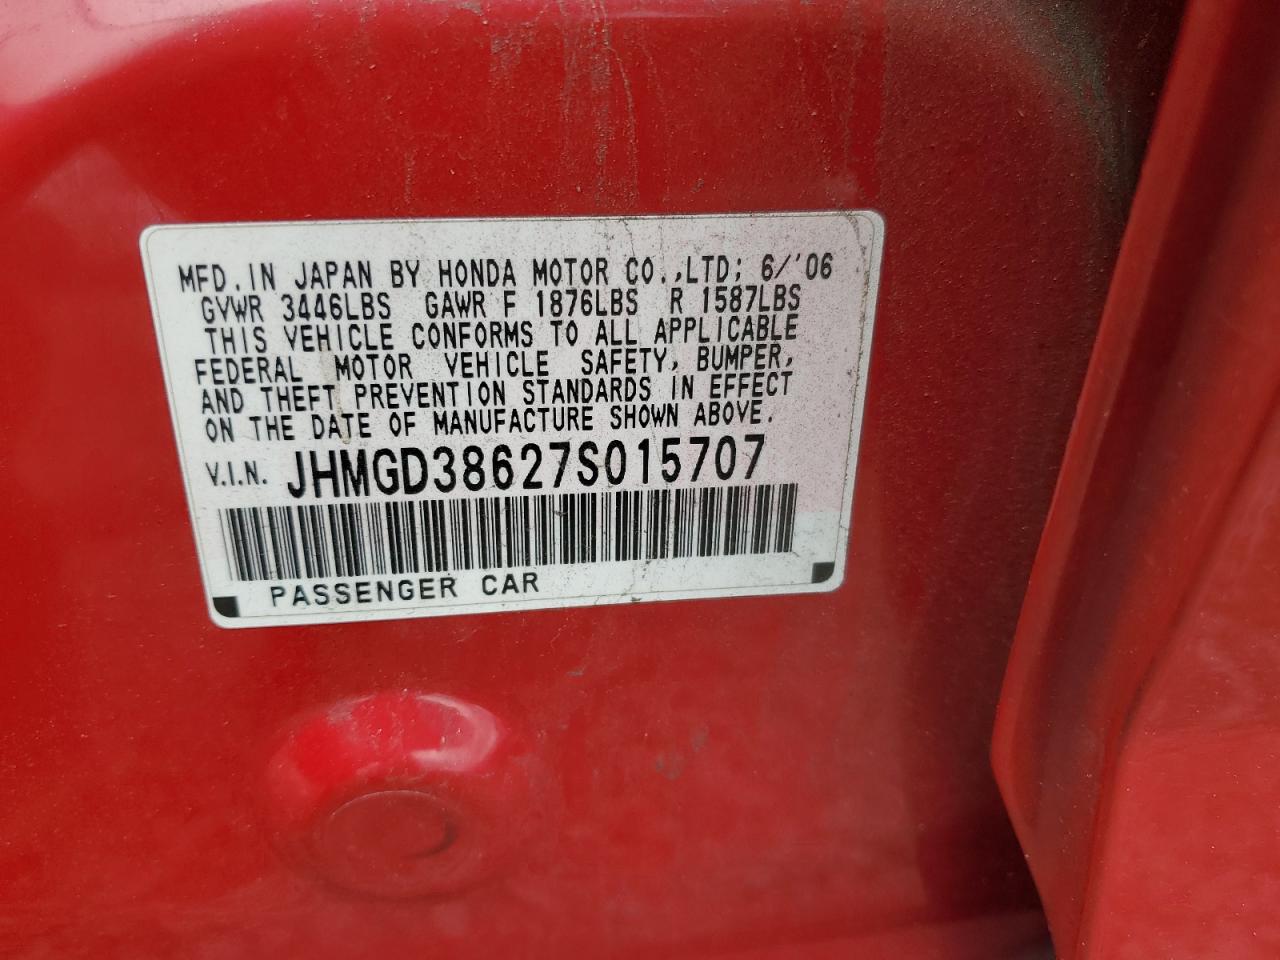 MFD.IN JAPAN BY HONDA MOTOR CO.,LTD; 6/'06
GVWR 3446LBS GAWR F 1876LBS R 1587LBS
THIS VEHICLE CONFORMS TO ALL APPLICABLE
FEDERAL MOTOR VEHICLE SAFETY, BUMPER,
AND THEFT PREVENTION STANDARDS IN EFFECT
ON THE DATE OF MANUFACTURE SHOWN ABOVE.
V.I.N. JHMGD38627S015707
PASSENGER CAR